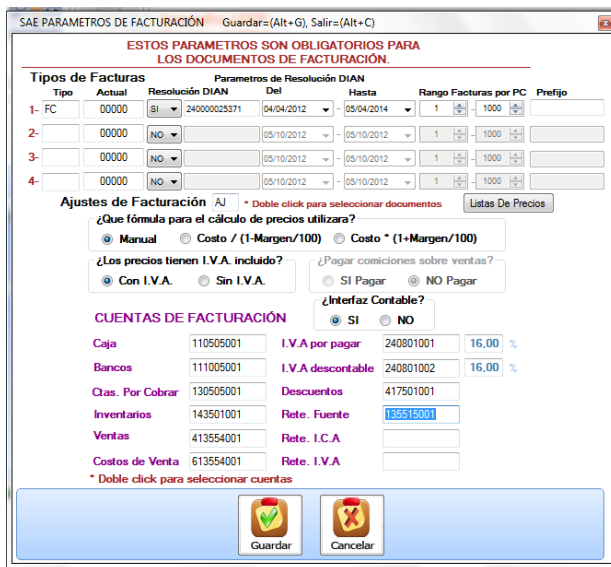 SAE PARAMETROS DE FACTURACIÓN Guardar=(Alt+G), Salir=(Alt+C)
ESTOS PARAMETROS SON OBLIGATORIOS PARA
LOS DOCUMENTOS DE FACTURACIÓN.
Tipos de Facturas Parametros de Resolución DIAN
Tipo Actual Resolución DIAN Del Hasta Rango Facturas por PC Prefijo
1- FC 00000 SI 240000025371 04/04/2012 - 05/04/2014 1 - 1000
2- 00000 NO 05/10/2012 - 05/10/2012 1 - 1000
3- 00000 NO 05/10/2012 - 05/10/2012 1 - 1000
4- 00000 NO 05/10/2012 - 05/10/2012 1 - 1000
Ajustes de Facturación AJ * Doble click para seleccionar documentos Listas De Precios
¿Que fórmula para el cálculo de precios utilizara?
Manual Costo / (1-Margen/100) Costo * (1+Margen/100)
¿Los precios tienen I.V.A. incluido? ¿Pagar comiciones sobre ventas?
Con I.V.A. Sin I.V.A. SI Pagar NO Pagar
¿Interfaz Contable?
CUENTAS DE FACTURACIÓN SI NO
Caja 110505001 I.V.A por pagar 240801001 16,00 %
Bancos 111005001 I.V.A descontable 240801002 16,00 %
Ctas. Por Cobrar 130505001 Descuentos 417501001
Inventarios 143501001 Rete. Fuente 135515001
Ventas 413554001 Rete. I.C.A
Costos de Venta 613554001 Rete. I.V.A
* Doble click para seleccionar cuentas
Guardar Cancelar